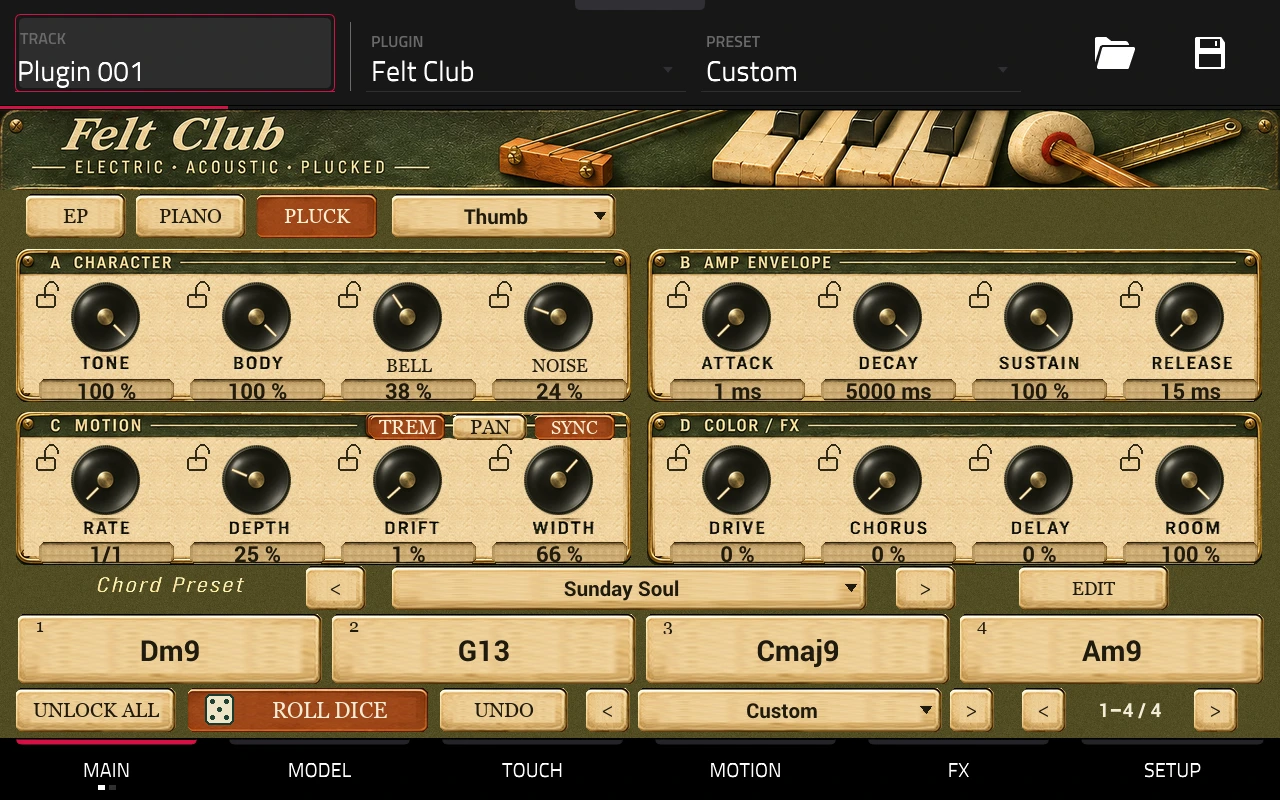 TRACK
Plugin 001
PLUGIN
Felt Club
PRESET
Custom
Felt Club
ELECTRIC · ACOUSTIC · PLUCKED
EP
PIANO
PLUCK
Thumb
A CHARACTER
TONE
BODY
BELL
NOISE
100 %
100 %
38 %
24 %
B AMP ENVELOPE
ATTACK
DECAY
SUSTAIN
RELEASE
1 ms
5000 ms
100 %
15 ms
C MOTION
TREM
PAN
SYNC
RATE
DEPTH
DRIFT
WIDTH
1/1
25 %
1 %
66 %
D COLOR / FX
DRIVE
CHORUS
DELAY
ROOM
0 %
0 %
0 %
100 %
Chord Preset
<
Sunday Soul
>
EDIT
1
Dm9
2
G13
3
Cmaj9
4
Am9
UNLOCK ALL
ROLL DICE
UNDO
<
Custom
>
<
1–4 / 4
>
MAIN
MODEL
TOUCH
MOTION
FX
SETUP